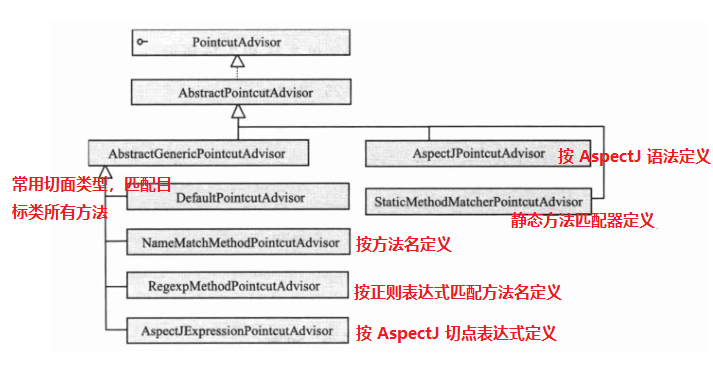 PointcutAdvisor
AbstractPointcutAdvisor
AbstractGenericPointcutAdvisor
AspectJPointcutAdvisor
按 AspectJ 语法定义
常用切面类型，匹配目
标类所有方法
DefaultPointcutAdvisor
StaticMethodMatcherPointcutAdvisor
静态方法匹配器定义
NameMatchMethodPointcutAdvisor
按方法名定义
RegexpMethodPointcutAdvisor
按正则表达式匹配方法名定义
AspectJExpressionPointcutAdvisor
按 AspectJ 切点表达式定义